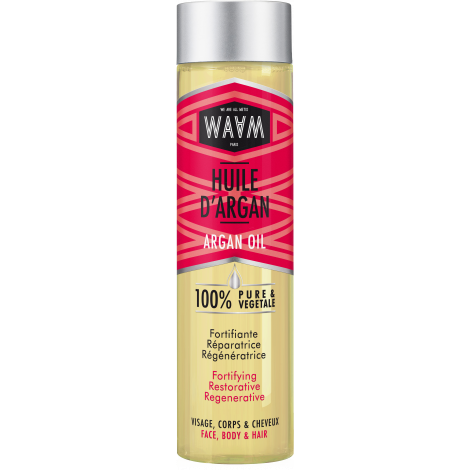 WE ARE ALL METIS
WAAM
PARIS
HUILE
D'ARGAN
ARGAN OIL
100% PURE &
VEGETALE
Fortifiante
Réparatrice
Régénératrice
Fortifying
Restorative
Regenerative
VISAGE, CORPS & CHEVEUX
FACE, BODY & HAIR